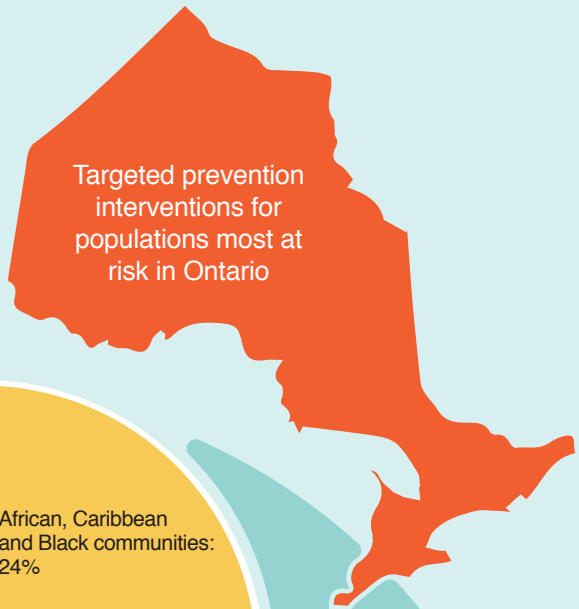 Targeted prevention
interventions for
populations most at
risk in Ontario
African, Caribbean
and Black communities:
24%